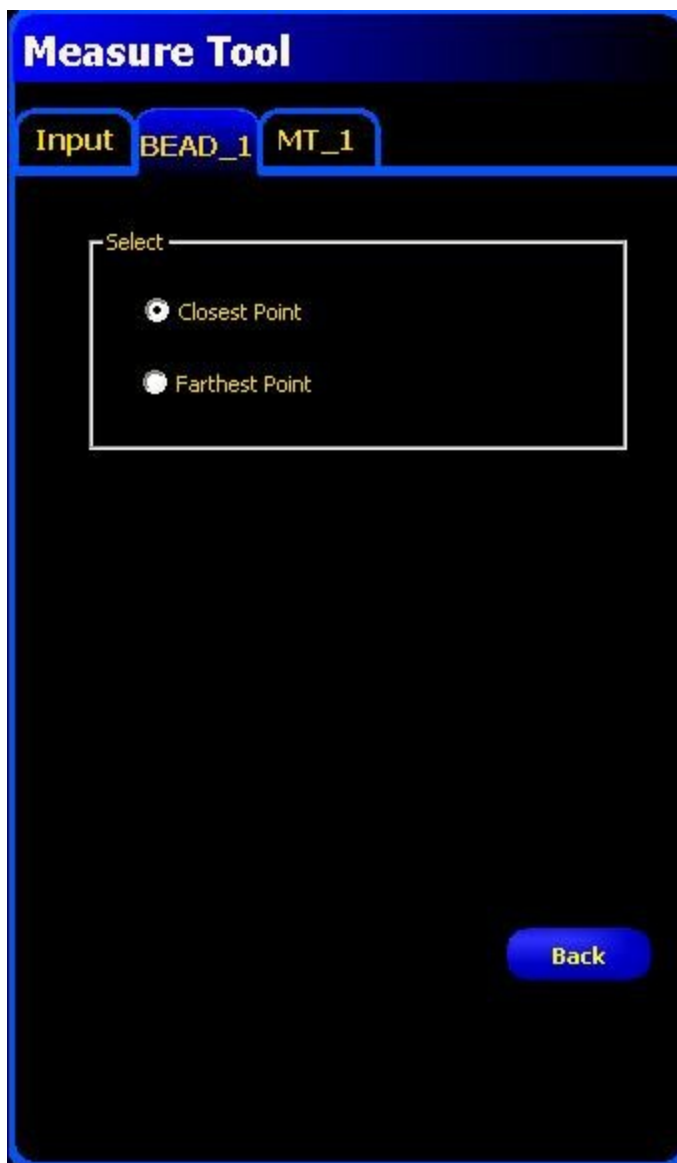 Measure Tool
Input BEAD_1 MT_1
Select
Closest Point
Farthest Point
Back